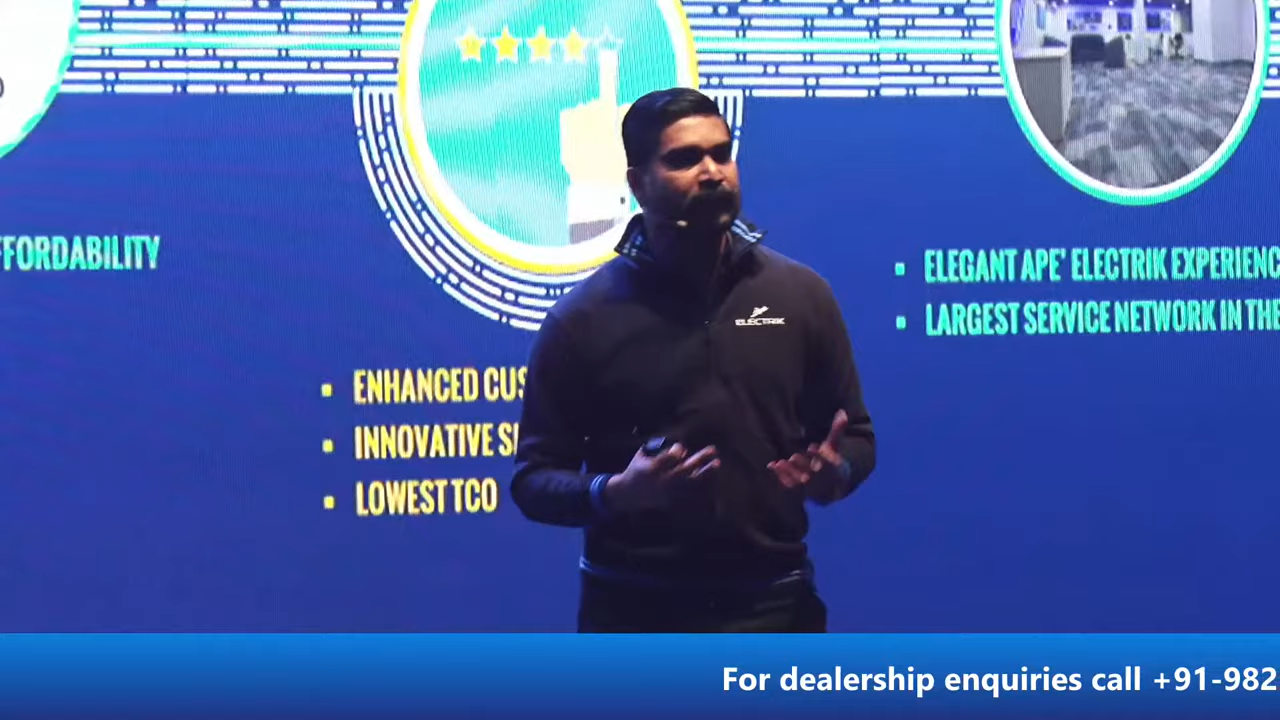 FFORDABILITY
ENHANCED CUS
INNOVATIVE S
LOWEST TCO
ELECTRIK
ELEGANT APE' ELECTRIK EXPERIENC
LARGEST SERVICE NETWORK IN THE
For dealership enquiries call +91-982